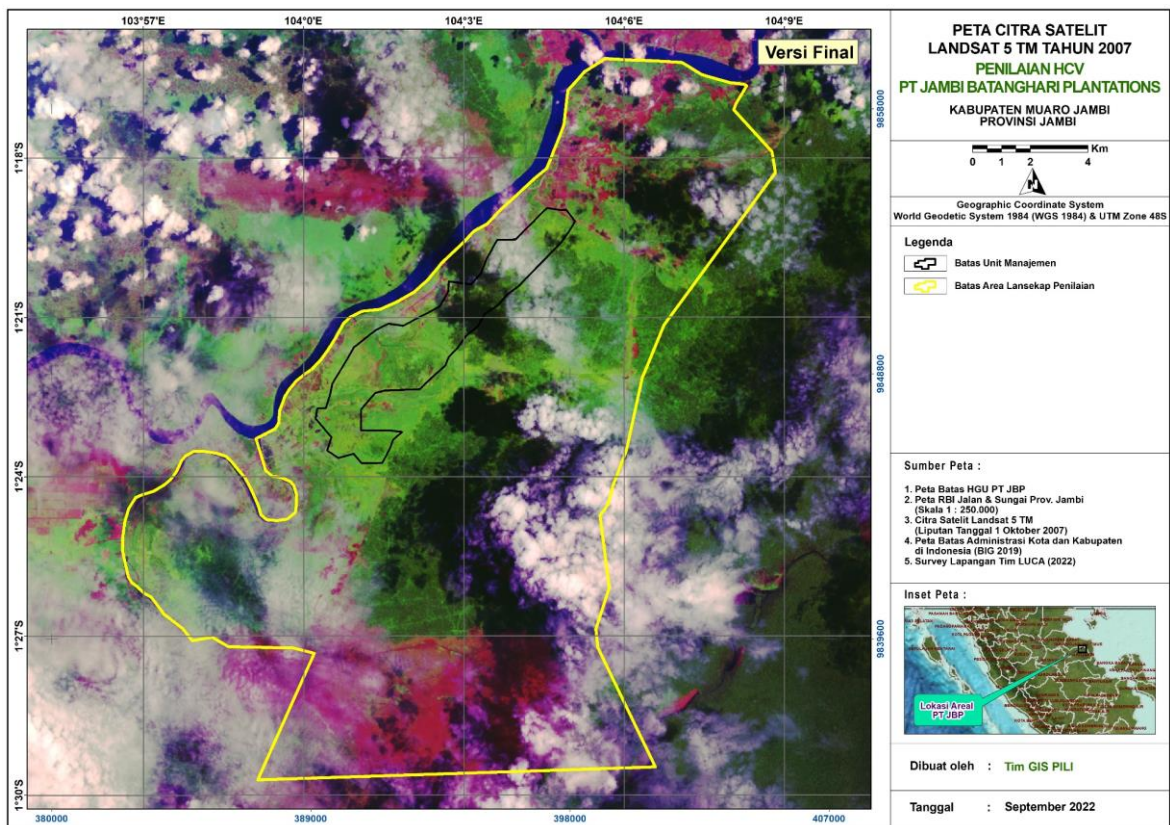 103°57'E
104°0'E
104°3'E
104°6'E
104°9'E
Versi Final
1°18'S
1°21'S
1°24'S
1°27'S
1°30'S
9858000
9848800
9839600
380000
389000
398000
407000
PETA CITRA SATELIT
LANDSAT 5 TM TAHUN 2007
PENILAIAN HCV
PT JAMBI BATANGHARI PLANTATIONS
KABUPATEN MUARO JAMBI
PROVINSI JAMBI
Km
0 1 2 4
N
Geographic Coordinate System
World Geodetic System 1984 (WGS 1984) & UTM Zone 48S
Legenda
Batas Unit Manajemen
Batas Area Lansekap Penilaian
Sumber Peta :
1. Peta Batas HGU PT JBP
2. Peta RBI Jalan & Sungai Prov. Jambi
(Skala 1 : 250.000)
3. Citra Satelit Landsat 5 TM
(Liputan Tanggal 1 Oktober 2007)
4. Peta Batas Administrasi Kota dan Kabupaten
di Indonesia (BIG 2019)
5. Survey Lapangan Tim LUCA (2022)
Inset Peta :
Lokasi Areal
PT JBP
Dibuat oleh : Tim GIS PILI
Tanggal : September 2022